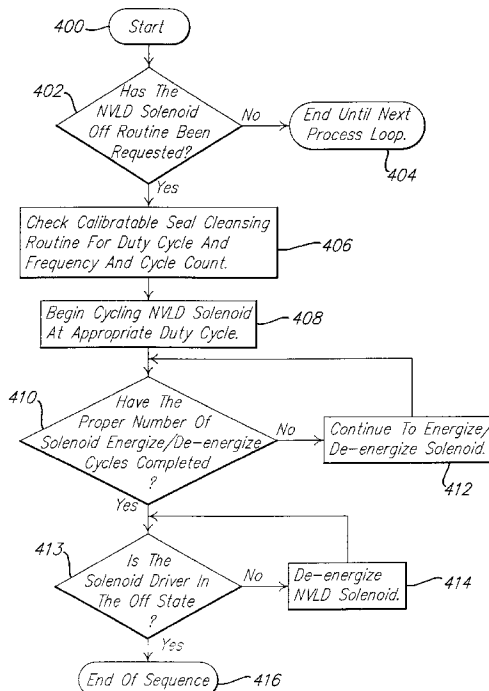 400
Start
402
Has The
NVLD Solenoid
Off Routine Been
Requested?
No
End Until Next
Process Loop.
404
Yes
Check Calibratable Seal Cleansing
Routine For Duty Cycle And
Frequency And Cycle Count.
406
Begin Cycling NVLD Solenoid
At Appropriate Duty Cycle.
408
410
Have The
Proper Number Of
Solenoid Energize/De-energize
Cycles Completed
?
No
Continue To Energize/
De-energize Solenoid.
412
Yes
413
Is The
Solenoid Driver In
The Off State
?
No
De-energize
NVLD Solenoid.
414
Yes
End Of Sequence
416